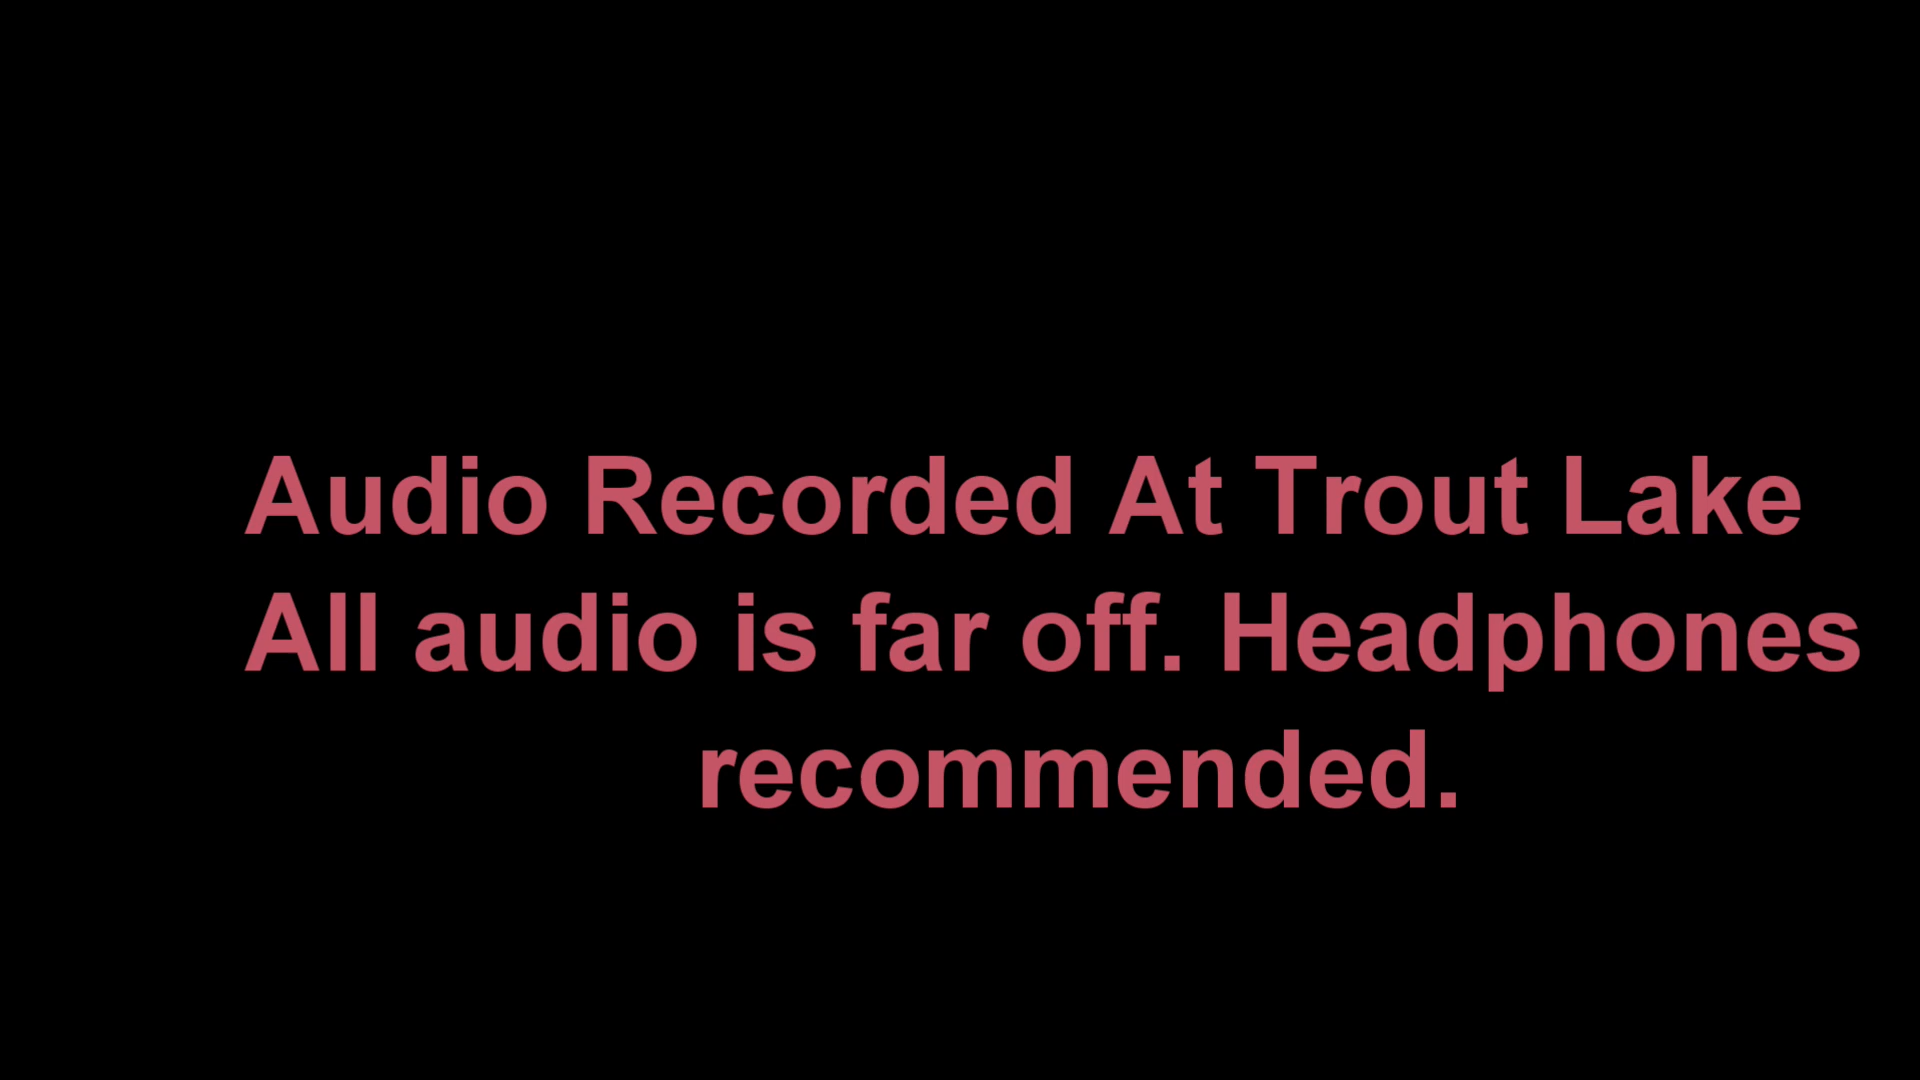 Audio Recorded At Trout Lake
All audio is far off. Headphones
recommended.